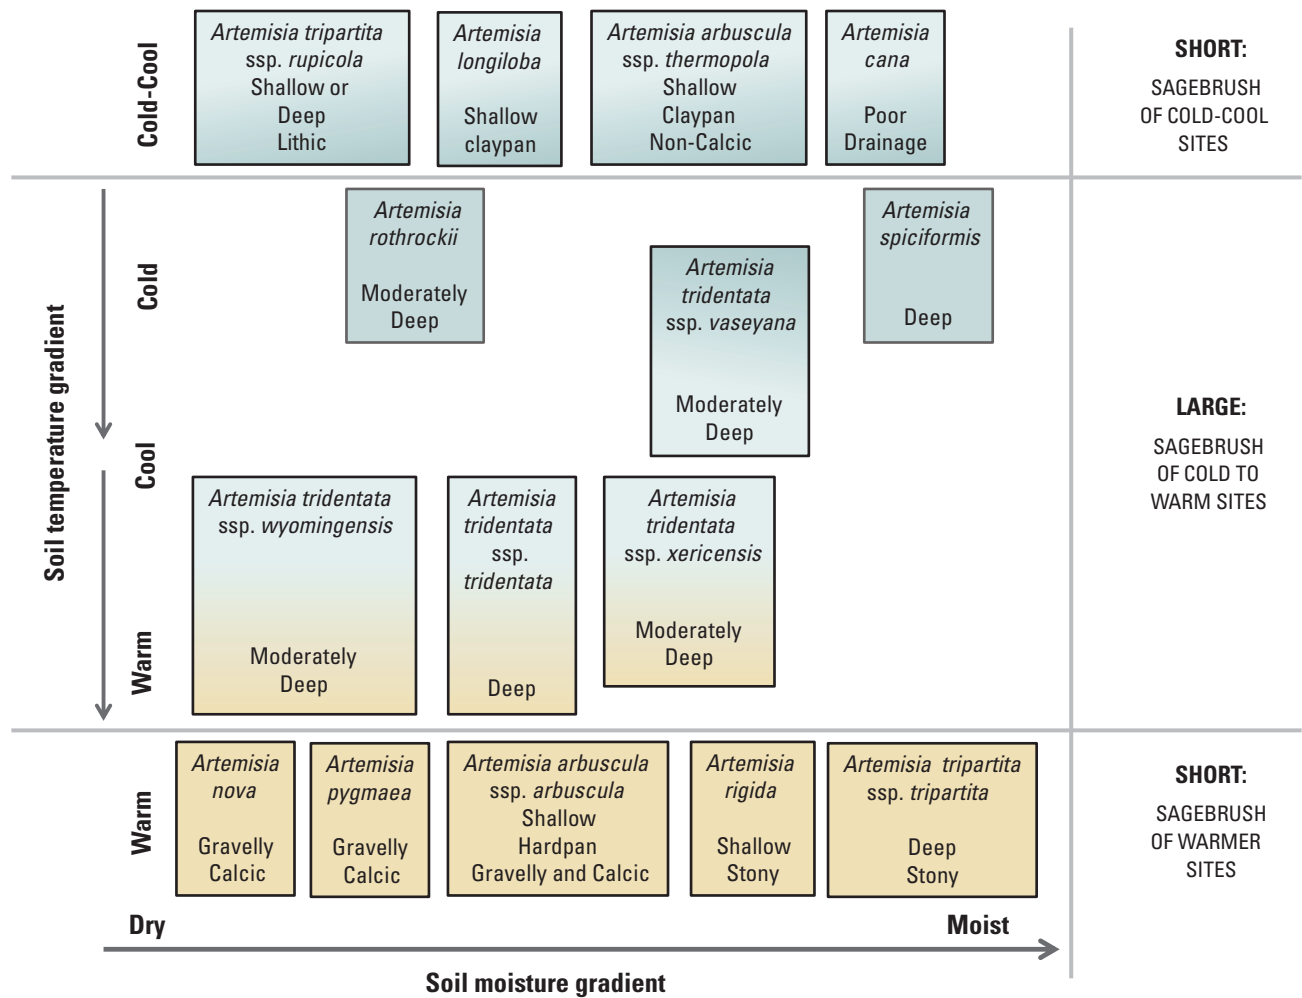 Cold-Cool
Artemisia tripartita
ssp. rupicola
Shallow or
Deep
Lithic
Artemisia
longiloba
Shallow
claypan
Artemisia arbuscula
ssp. thermopola
Shallow
Claypan
Non-Calcic
Artemisia
cana
Poor
Drainage
SHORT:
SAGEBRUSH
OF COLD-COOL
SITES
Soil temperature gradient
Cold
Cool
Warm
Artemisia
rothrockii
Moderately
Deep
Artemisia
tridentata
ssp. vaseyana
Moderately
Deep
Artemisia
spiciformis
Deep
Artemisia tridentata
ssp. wyomingensis
Moderately
Deep
Artemisia
tridentata
ssp.
tridentata
Deep
Artemisia
tridentata
ssp. xericensis
Moderately
Deep
LARGE:
SAGEBRUSH
OF COLD TO
WARM SITES
Warm
Artemisia
nova
Gravelly
Calcic
Artemisia
pygmaea
Gravelly
Calcic
Artemisia arbuscula
ssp. arbuscula
Shallow
Hardpan
Gravelly and Calcic
Artemisia
rigida
Shallow
Stony
Artemisia tripartita
ssp. tripartita
Deep
Stony
SHORT:
SAGEBRUSH
OF WARMER
SITES
Dry
Moist
Soil moisture gradient